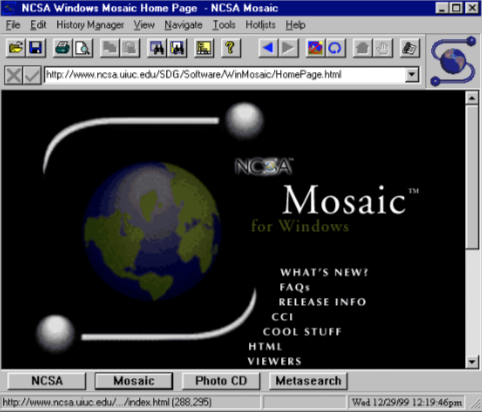 NCSA Windows Mosaic Home Page - NCSA Mosaic
File Edit History Manager View Navigate Tools Hotlists Help
http://www.ncsa.uiuc.edu/SDG/Software/WinMosaic/HomePage.html
NCSA™
Mosaic™
for Windows
WHAT'S NEW?
FAQs
RELEASE INFO
CCI
COOL STUFF
HTML
VIEWERS
NCSA Mosaic Photo CD Metasearch
http://www.ncsa.uiuc.edu/.../index.html (288,295) Wed 12/29/99 12:19:46pm